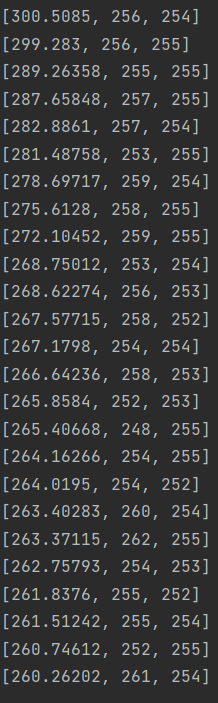 [300.5085, 256, 254]
[299.283, 256, 255]
[289.26358, 255, 255]
[287.65848, 257, 255]
[282.8861, 257, 254]
[281.48758, 253, 255]
[278.69717, 259, 254]
[275.6128, 258, 255]
[272.10452, 259, 255]
[268.75012, 253, 254]
[268.62274, 256, 253]
[267.57715, 258, 252]
[267.1798, 254, 254]
[266.64236, 258, 253]
[265.8584, 252, 253]
[265.40668, 248, 255]
[264.16266, 254, 255]
[264.0195, 254, 252]
[263.40283, 260, 254]
[263.37115, 262, 255]
[262.75793, 254, 253]
[261.8376, 255, 252]
[261.51242, 255, 254]
[260.74612, 252, 255]
[260.26202, 261, 254]